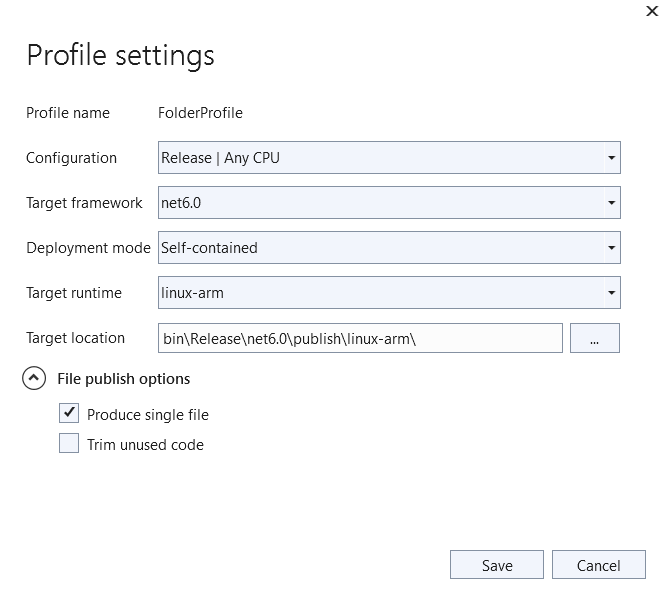 Profile settings
Profile name FolderProfile
Configuration Release | Any CPU
Target framework net6.0
Deployment mode Self-contained
Target runtime linux-arm
Target location bin\Release\net6.0\publish\linux-arm\ ...
File publish options
Produce single file
Trim unused code
Save Cancel